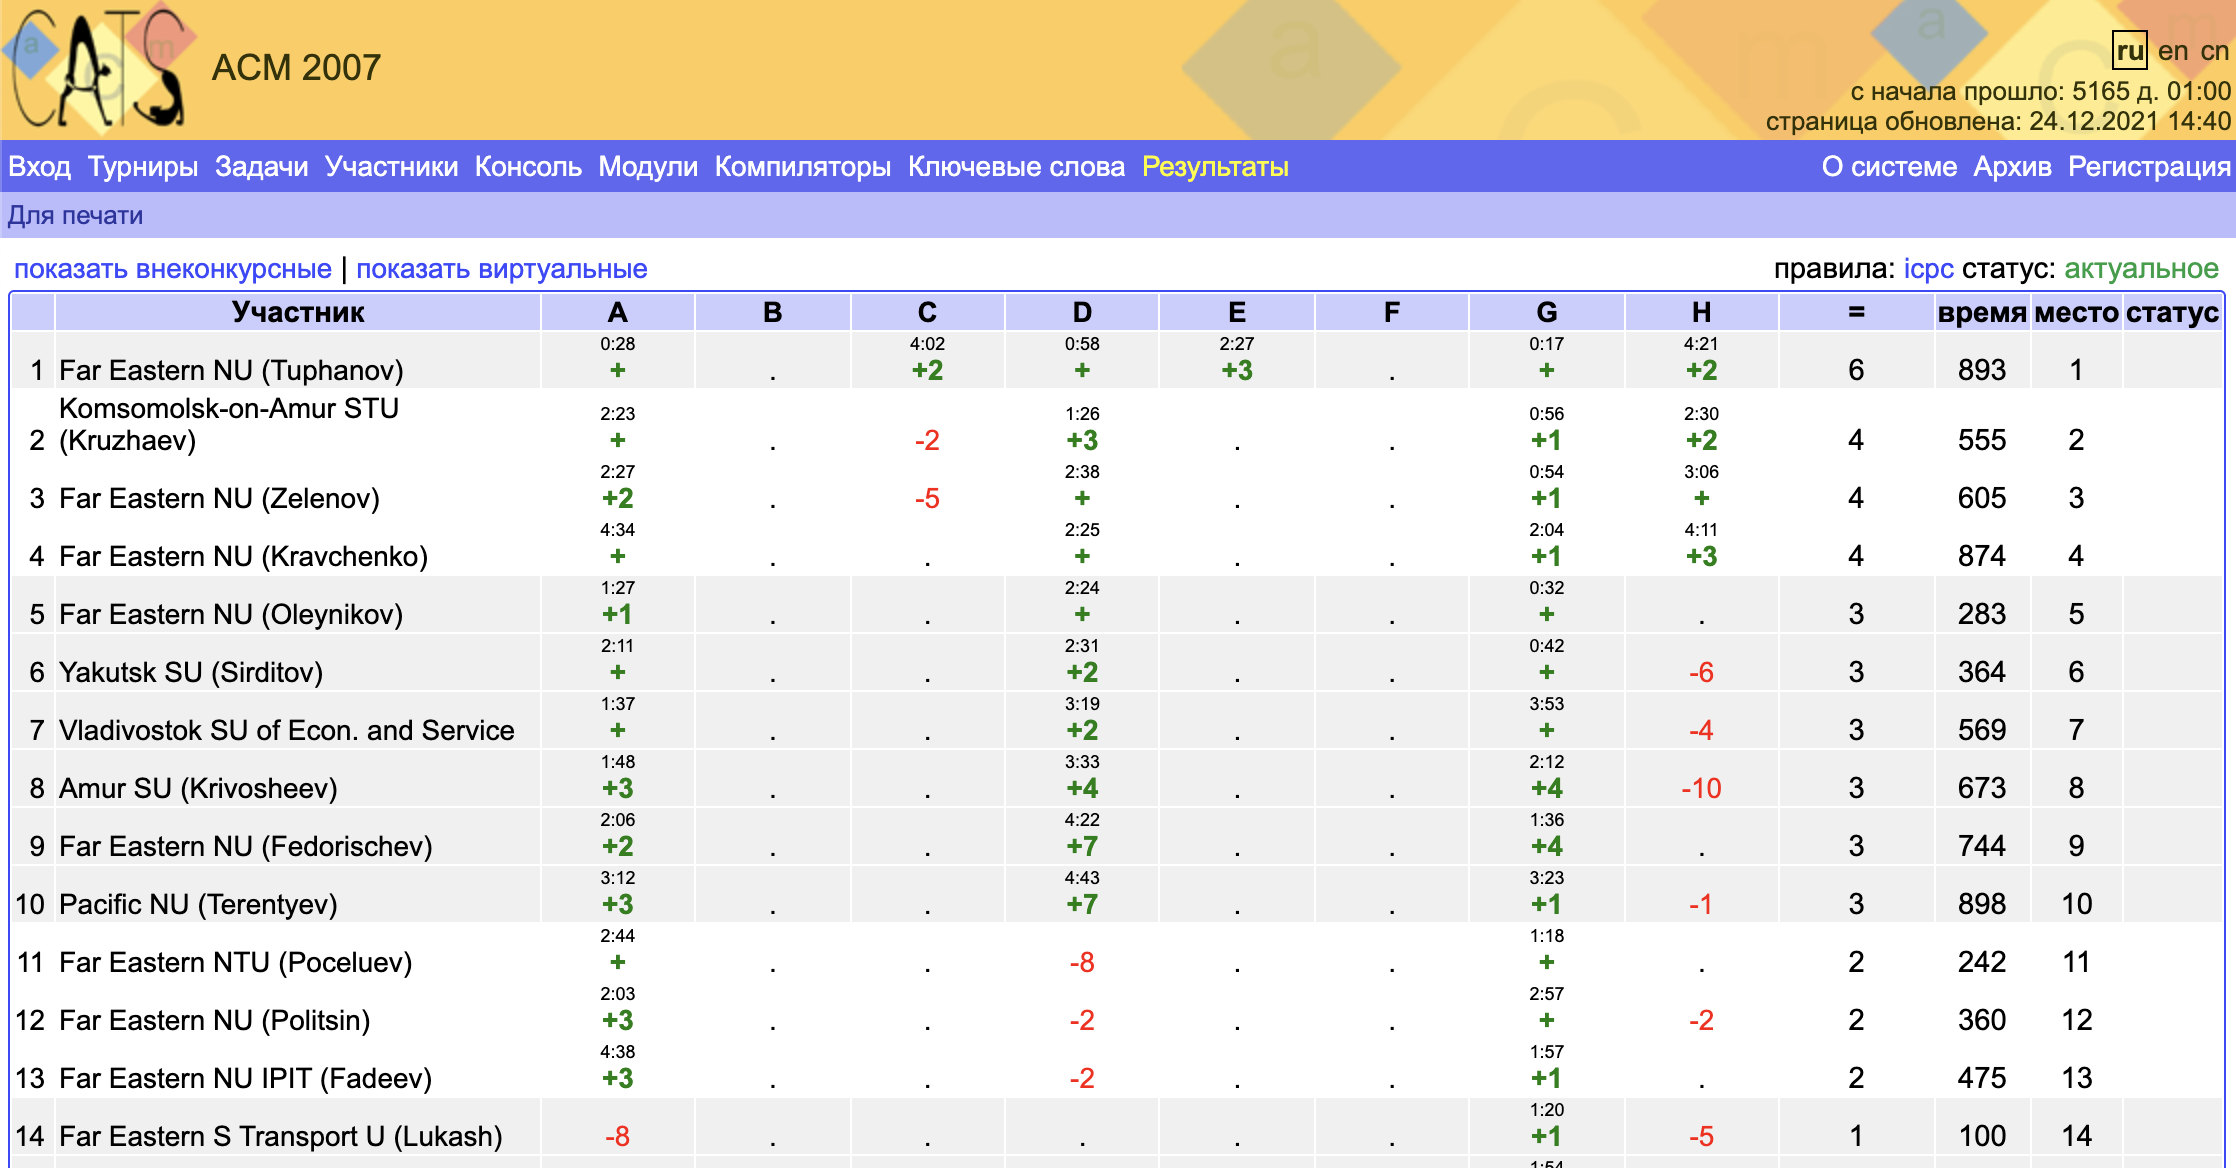 CATS
ACM 2007
ru en cn
с начала прошло: 5165 д. 01:00
страница обновлена: 24.12.2021 14:40
Вход Турниры Задачи Участники Консоль Модули Компиляторы Ключевые слова Результаты О системе Архив Регистрация
Для печати
показать внеконкурсные | показать виртуальные правила: icpc статус: актуальное
Участник A B C D E F G H = время место статус
0:28 4:02 0:58 2:27 0:17 4:21
1 Far Eastern NU (Tuphanov) + . +2 + +3 . + +2 6 893 1
Komsomolsk-on-Amur STU
2:23 1:26 0:56 2:30
2 (Kruzhaev) + . -2 +3 . . +1 +2 4 555 2
2:27 2:38 0:54 3:06
3 Far Eastern NU (Zelenov) +2 . -5 + . . +1 + 4 605 3
4:34 2:25 2:04 4:11
4 Far Eastern NU (Kravchenko) + . . + . . +1 +3 4 874 4
1:27 2:24 0:32
5 Far Eastern NU (Oleynikov) +1 . . + . . + . 3 283 5
2:11 2:31 0:42
6 Yakutsk SU (Sirditov) + . . +2 . . + -6 3 364 6
1:37 3:19 3:53
7 Vladivostok SU of Econ. and Service + . . +2 . . + -4 3 569 7
1:48 3:33 2:12
8 Amur SU (Krivosheev) +3 . . +4 . . +4 -10 3 673 8
2:06 4:22 1:36
9 Far Eastern NU (Fedorischev) +2 . . +7 . . +4 . 3 744 9
3:12 4:43 3:23
10 Pacific NU (Terentyev) +3 . . +7 . . +1 -1 3 898 10
2:44 1:18
11 Far Eastern NTU (Poceluev) + . . -8 . . + . 2 242 11
2:03 2:57
12 Far Eastern NU (Politsin) +3 . . -2 . . + -2 2 360 12
4:38 1:57
13 Far Eastern NU IPIT (Fadeev) +3 . . -2 . . +1 . 2 475 13
1:20
14 Far Eastern S Transport U (Lukash) -8 . . . . . +1 -5 1 100 14
1:54